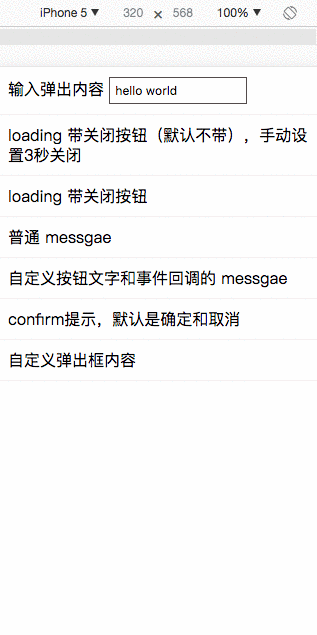 iPhone 5 ▼ 320 × 568 100% ▼
输入弹出内容 hello world
loading 带关闭按钮（默认不带），手动设
置3秒关闭
loading 带关闭按钮
普通 messgae
自定义按钮文字和事件回调的 messgae
confirm提示，默认是确定和取消
自定义弹出框内容